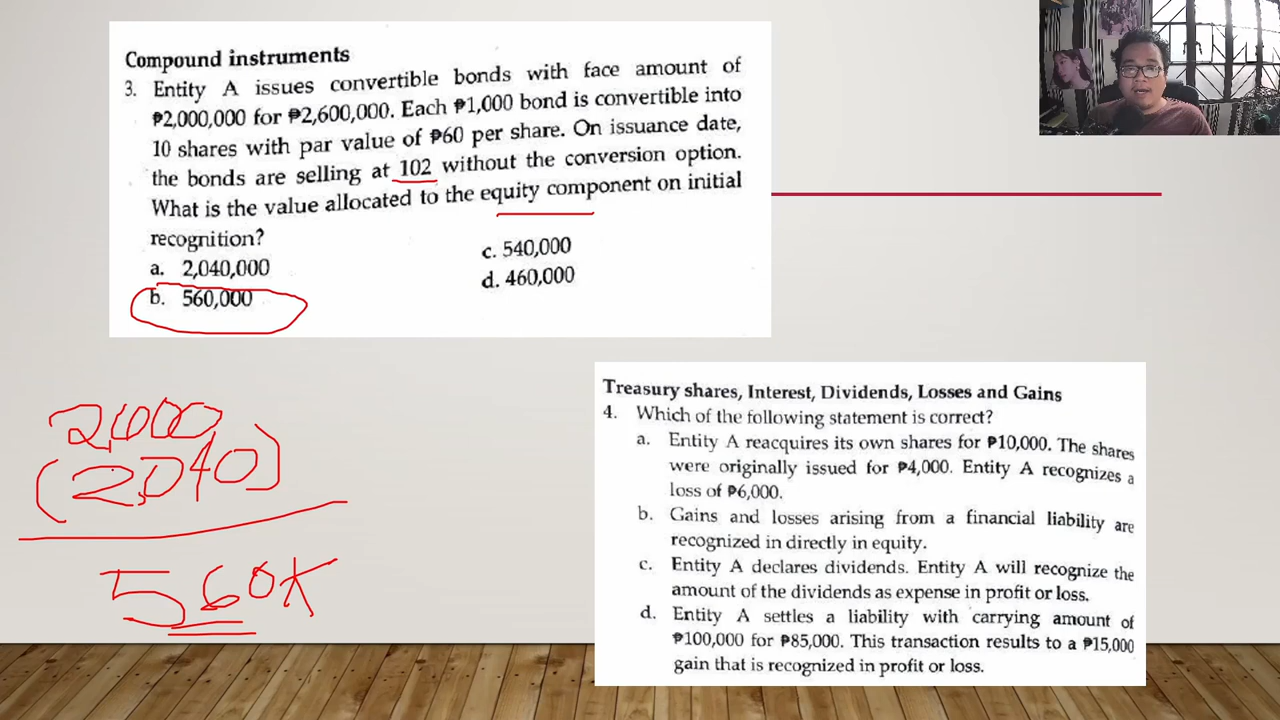 Compound instruments
3. Entity A issues convertible bonds with face amount of
₱2,000,000 for ₱2,600,000. Each ₱1,000 bond is convertible into
10 shares with par value of ₱60 per share. On issuance date,
the bonds are selling at 102 without the conversion option.
What is the value allocated to the equity component on initial
recognition?
a. 2,040,000
b. 560,000
c. 540,000
d. 460,000
2,000
(2,040)
560K
Treasury shares, Interest, Dividends, Losses and Gains
4. Which of the following statement is correct?
a. Entity A reacquires its own shares for ₱10,000. The shares
were originally issued for ₱4,000. Entity A recognizes a
loss of ₱6,000.
b. Gains and losses arising from a financial liability are
recognized in directly in equity.
c. Entity A declares dividends. Entity A will recognize the
amount of the dividends as expense in profit or loss.
d. Entity A settles a liability with carrying amount of
₱100,000 for ₱85,000. This transaction results to a ₱15,000
gain that is recognized in profit or loss.